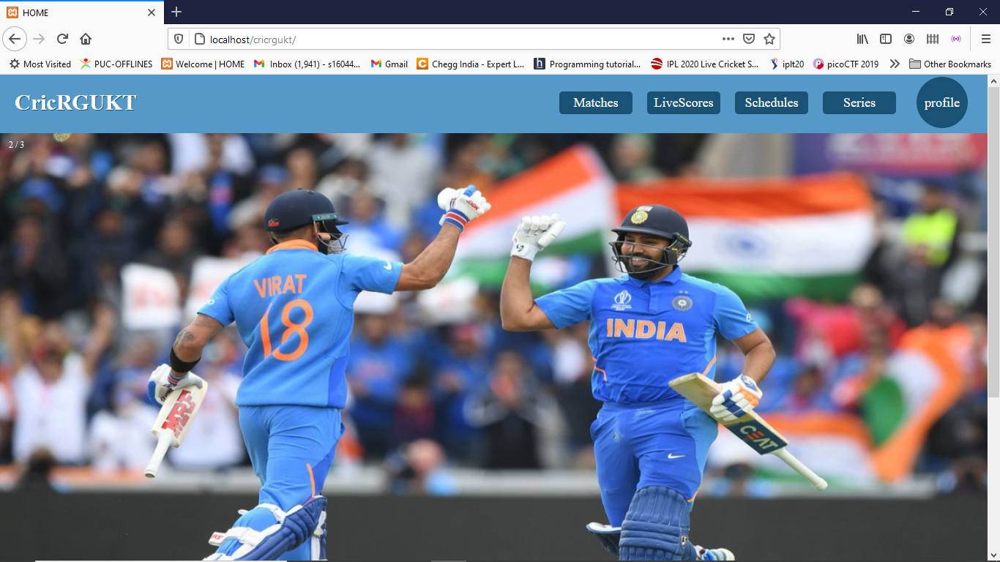 HOME
localhost/cricrgukt/
Most Visited PUC-OFFLINES Welcome | HOME Inbox (1,941) - s16044... Gmail Chegg India - Expert L... Programming tutorial... IPL 2020 Live Cricket S... iplt20 picoCTF 2019 Other Bookmarks
CricRGUKT Matches LiveScores Schedules Series profile
2 / 3
VIRAT
18
INDIA
CEAT